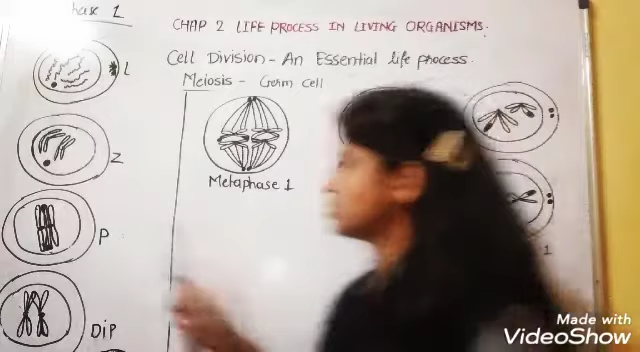 hase 1
CHAP 2 LIFE PROCESS IN LIVING ORGANISMS.
Cell Division - An Essential life process.
Meiosis - Germ Cell
L
Z
P
Dip
Metaphase 1
1
Made with
VideoShow